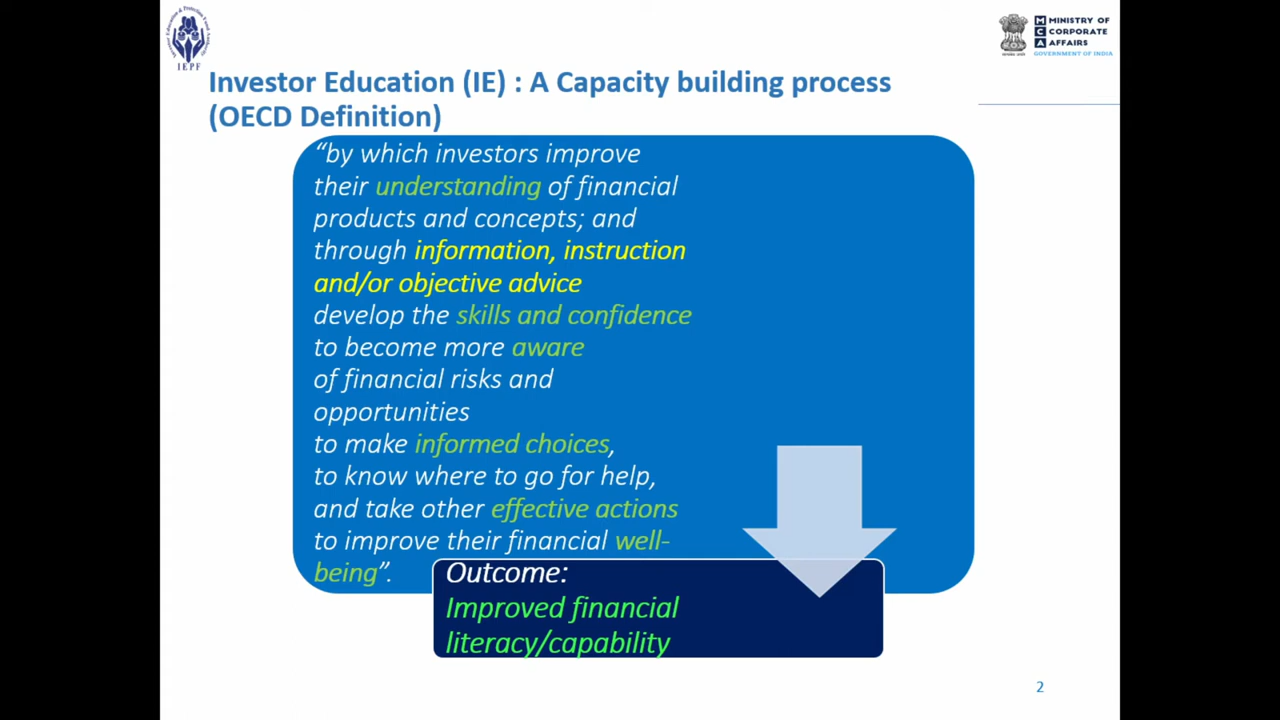 IEPF
MCA
MINISTRY OF
CORPORATE
AFFAIRS
GOVERNMENT OF INDIA
Investor Education (IE) : A Capacity building process
(OECD Definition)
“by which investors improve
their understanding of financial
products and concepts; and
through information, instruction
and/or objective advice
develop the skills and confidence
to become more aware
of financial risks and
opportunities
to make informed choices,
to know where to go for help,
and take other effective actions
to improve their financial well-
being”.
Outcome:
Improved financial
literacy/capability
2